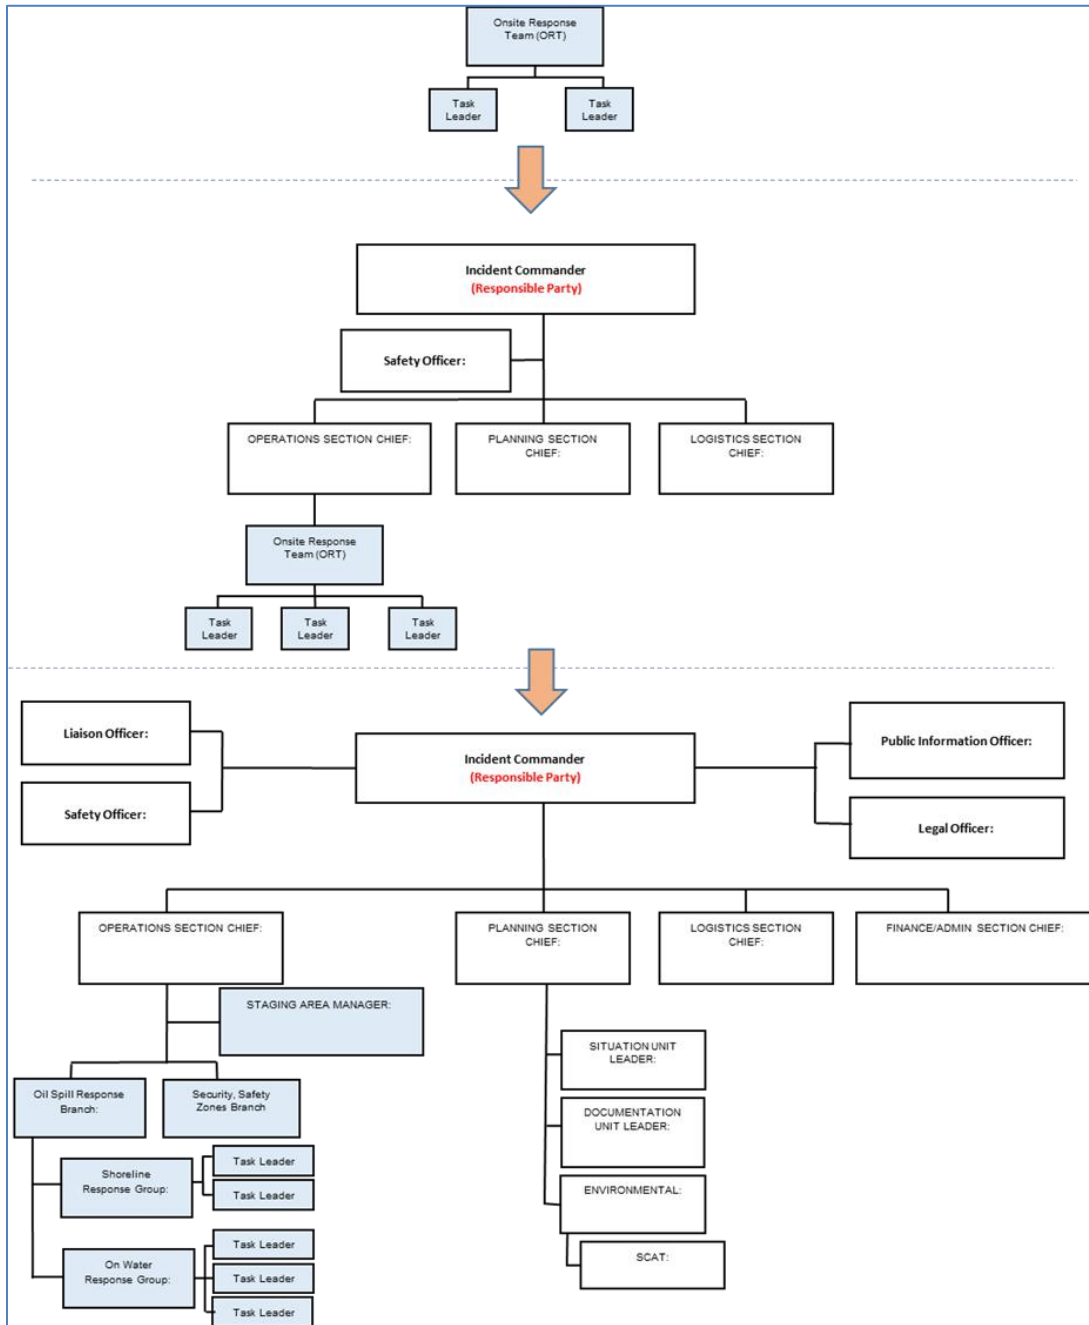 Onsite Response
Team (ORT)
Task
Leader
Task
Leader
Incident Commander
(Responsible Party)
Safety Officer:
OPERATIONS SECTION CHIEF:
PLANNING SECTION
CHIEF:
LOGISTICS SECTION
CHIEF:
Onsite Response
Team (ORT)
Task
Leader
Task
Leader
Task
Leader
Liaison Officer:
Safety Officer:
Incident Commander
(Responsible Party)
Public Information Officer:
Legal Officer:
OPERATIONS SECTION CHIEF:
PLANNING SECTION
CHIEF:
LOGISTICS SECTION
CHIEF:
FINANCE/ADMIN SECTION CHIEF:
STAGING AREA MANAGER:
Oil Spill Response
Branch:
Security, Safety
Zones Branch
Shoreline
Response Group:
Task Leader
Task Leader
On Water
Response Group:
Task Leader
Task Leader
Task Leader
SITUATION UNIT
LEADER:
DOCUMENTATION
UNIT LEADER:
ENVIRONMENTAL:
SCAT: